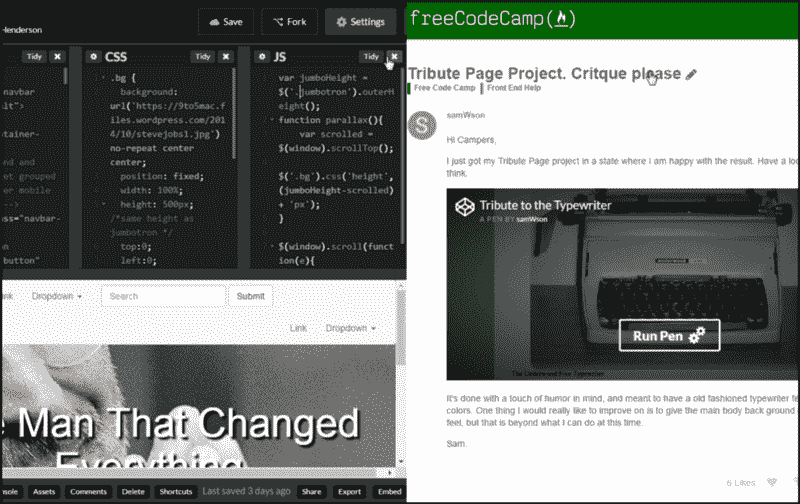 Henderson
Save
Fork
Settings
Tidy
CSS
Tidy
JS
Tidy
navbar
lt">
tainer-
wand and
et grouped
er mobile
-->
ass="navbar-
on
button"
.bg {
background:
url('https://9to5mac.f
iles.wordpress.com/201
4/10/stevejobs1.jpg')
no-repeat center
center;
position: fixed;
width: 100%;
height: 500px;
/*same height as
jumbotron */
top:0;
left:0;
var jumboHeight =
$('.jumbotron').outerH
eight();
function parallax(){
var scrolled =
$(window).scrollTop();
$('.bg').css('height',
(jumboHeight-scrolled)
+ 'px');
}
$(window).scroll(funct
ion(e){
Dropdown
Search
Submit
Link
Dropdown
Man That Changed
Everything
nsole
Assets
Comments
Delete
Shortcuts
Last saved 3 days ago
Share
Export
Embed
freeCodeCamp
Tribute Page Project. Critque please
Free Code Camp
Front End Help
S
samWson
Hi Campers,
I just got my Tribute Page project in a state where I am happy with the result. Have a loo
think.
Tribute to the Typewriter
A PEN BY samWson
Run Pen
The Underwood Five Typewriter
It's done with a touch of humor in mind, and meant to have a old fashioned typewriter fe
colors. One thing I would really like to improve on is to give the main body back ground
feel, but that is beyond what I can do at this time.
Sam.
6 Likes